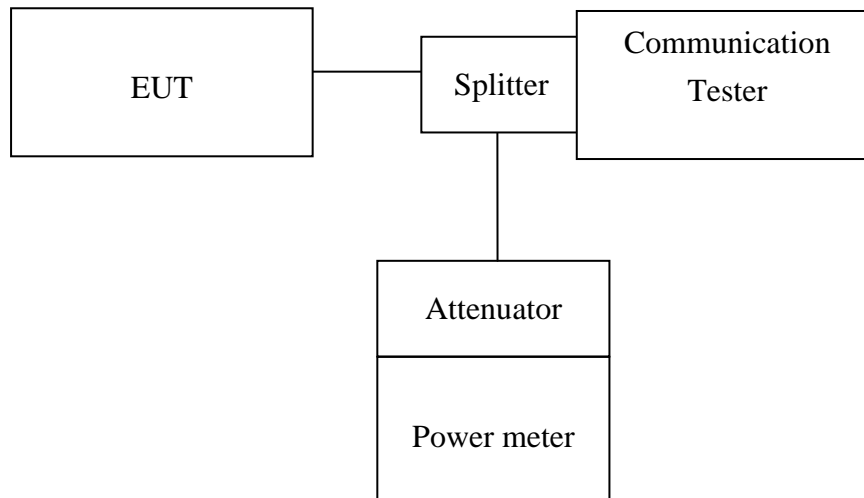 EUT
Splitter
Communication
Tester
Attenuator
Power meter